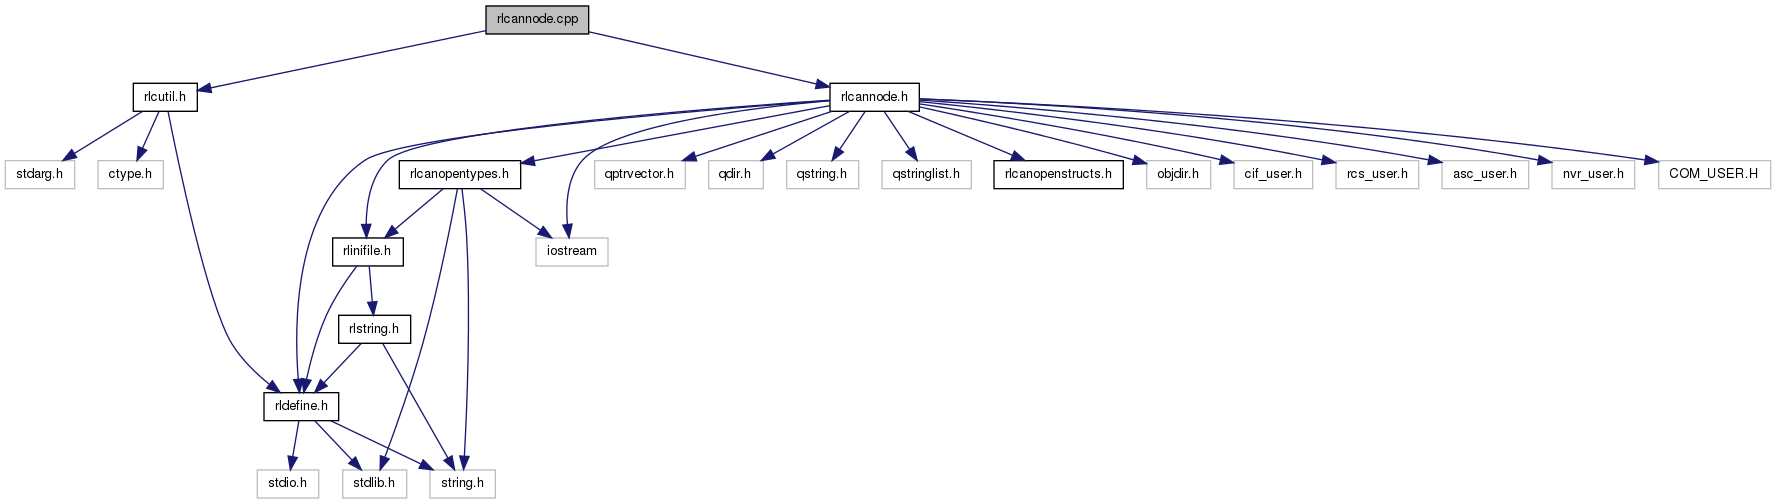 rlcannode.cpp
rlcutil.h
rlcannode.h
stdarg.h
ctype.h
rlcanopentypes.h
qptrvector.h
qdir.h
qstring.h
qstringlist.h
rlcanopenstructs.h
objdir.h
cif_user.h
rcs_user.h
asc_user.h
nvr_user.h
COM_USER.H
rlinifile.h
iostream
rlstring.h
rldefine.h
stdio.h
stdlib.h
string.h